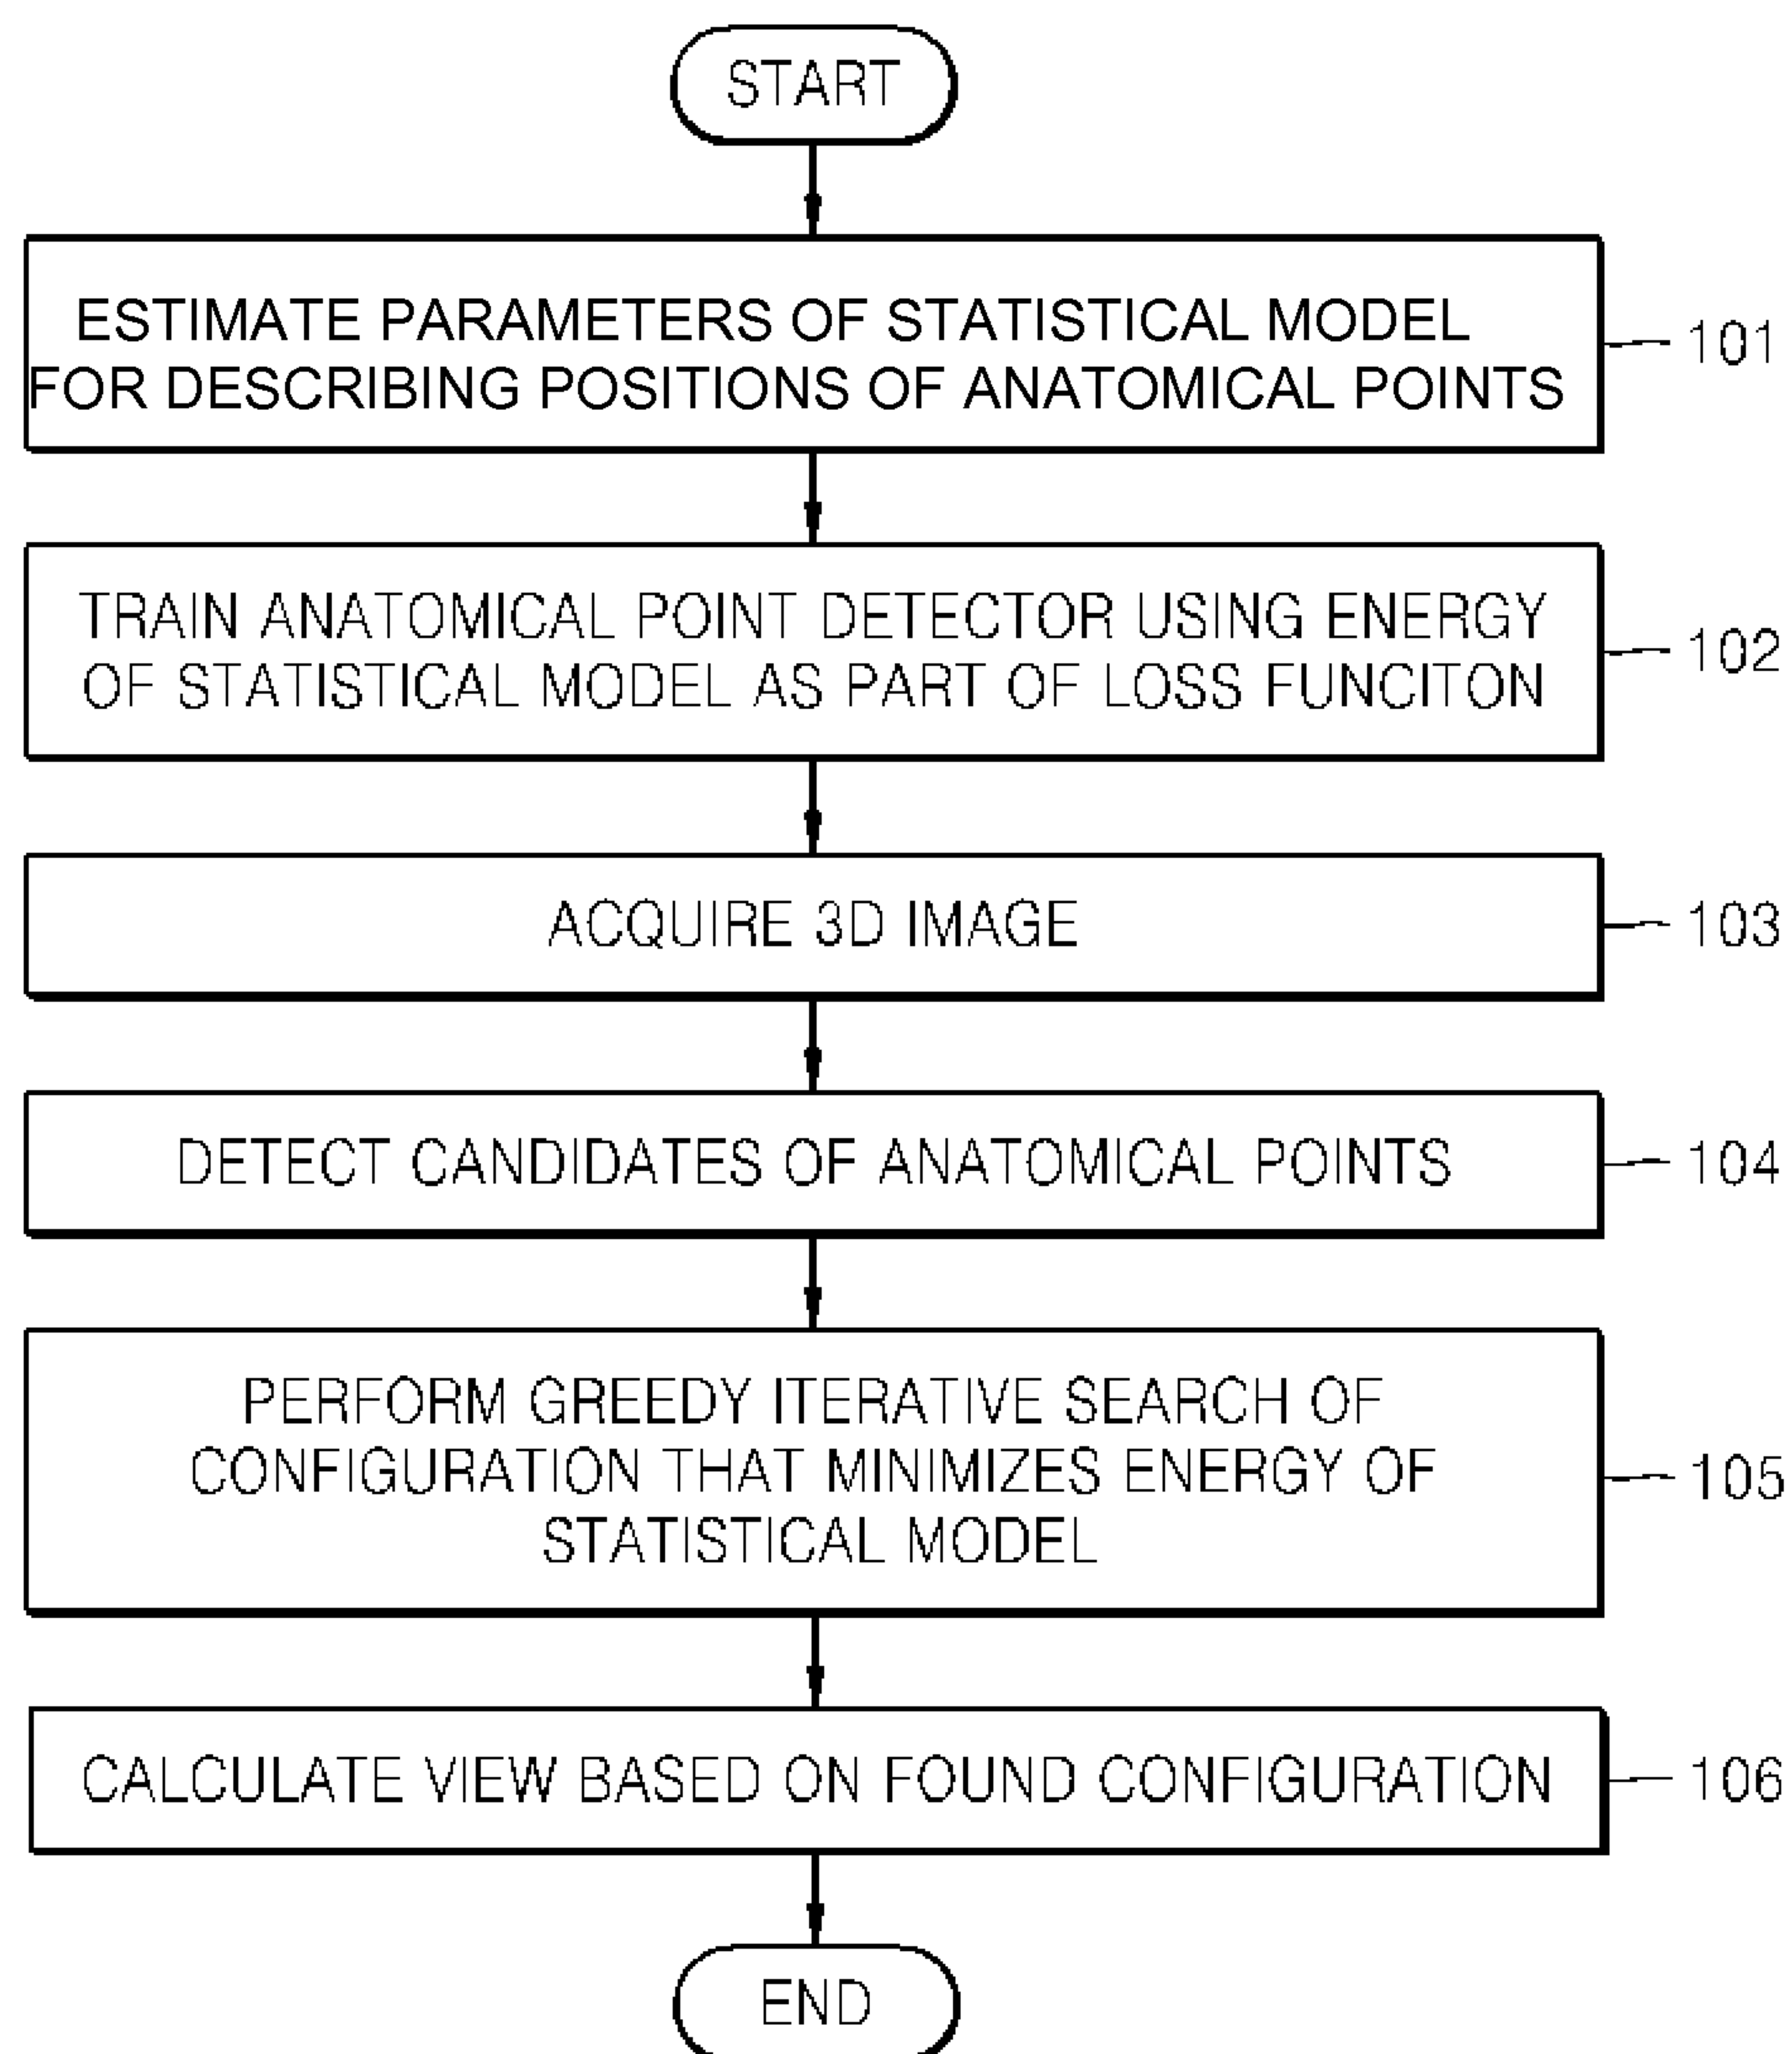 START
ESTIMATE PARAMETERS OF STATISTICAL MODEL
FOR DESCRIBING POSITIONS OF ANATOMICAL POINTS
101
TRAIN ANATOMICAL POINT DETECTOR USING ENERGY
OF STATISTICAL MODEL AS PART OF LOSS FUNCITON
102
ACQUIRE 3D IMAGE
103
DETECT CANDIDATES OF ANATOMICAL POINTS
104
PERFORM GREEDY ITERATIVE SEARCH OF
CONFIGURATION THAT MINIMIZES ENERGY OF
STATISTICAL MODEL
105
CALCULATE VIEW BASED ON FOUND CONFIGURATION
106
END